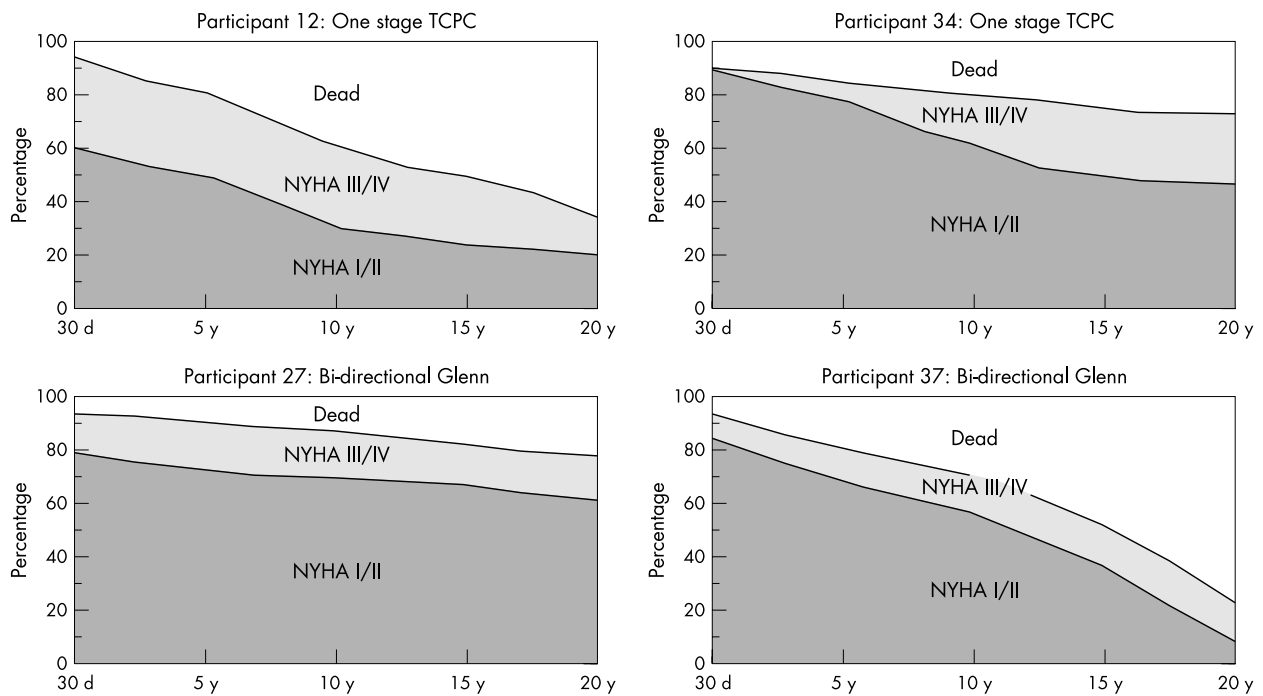 Participant 12: One stage TCPC
100
80
60
40
20
0
Percentage
Dead
NYHA III/IV
NYHA I/II
30 d 5 y 10 y 15 y 20 y
Participant 34: One stage TCPC
100
80
60
40
20
0
Percentage
Dead
NYHA III/IV
NYHA I/II
30 d 5 y 10 y 15 y 20 y
Participant 27: Bi-directional Glenn
100
80
60
40
20
0
Percentage
Dead
NYHA III/IV
NYHA I/II
30 d 5 y 10 y 15 y 20 y
Participant 37: Bi-directional Glenn
100
80
60
40
20
0
Percentage
Dead
NYHA III/IV
NYHA I/II
30 d 5 y 10 y 15 y 20 y